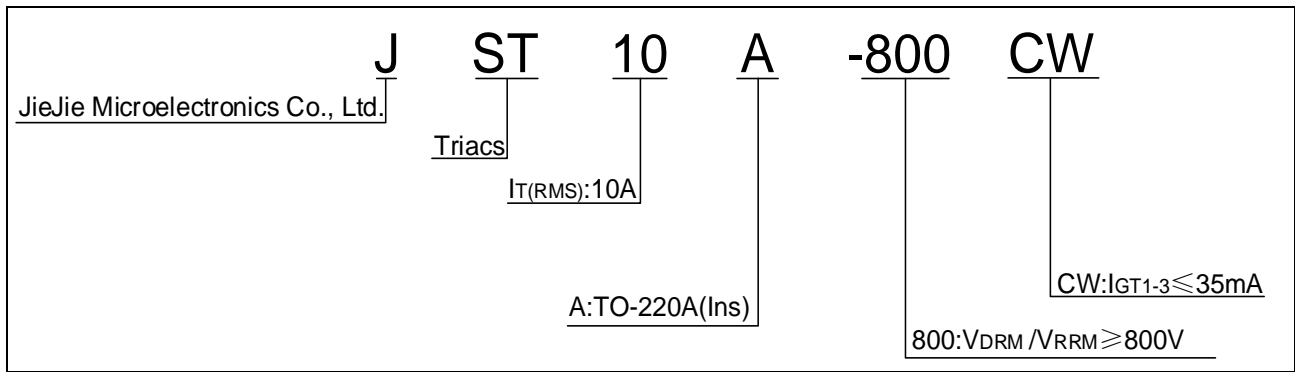 J ST 10 A -800 CW
JieJie Microelectronics Co., Ltd.
Triacs
IT(RMS):10A
CW:IGT1-3≤35mA
A:TO-220A(Ins)
800:VDRM /VRRM≥800V